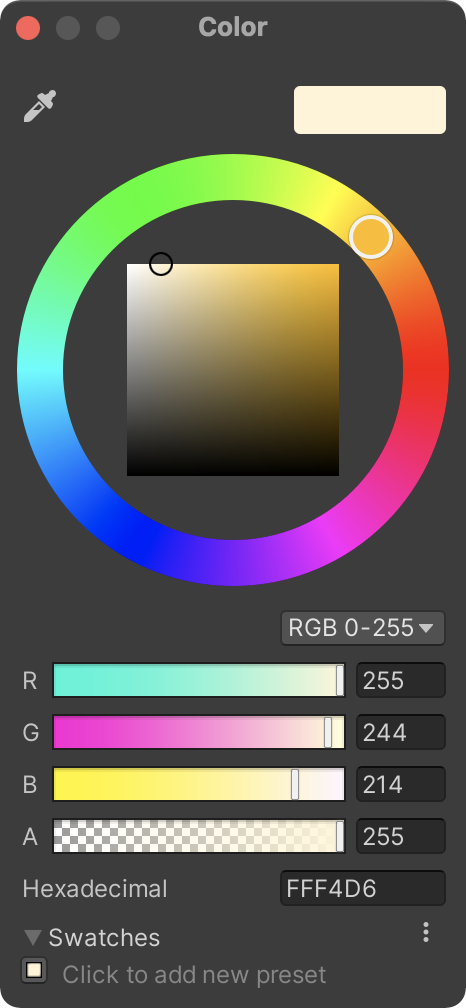 Color
RGB 0-255
R 255
G 244
B 214
A 255
Hexadecimal FFF4D6
Swatches
Click to add new preset